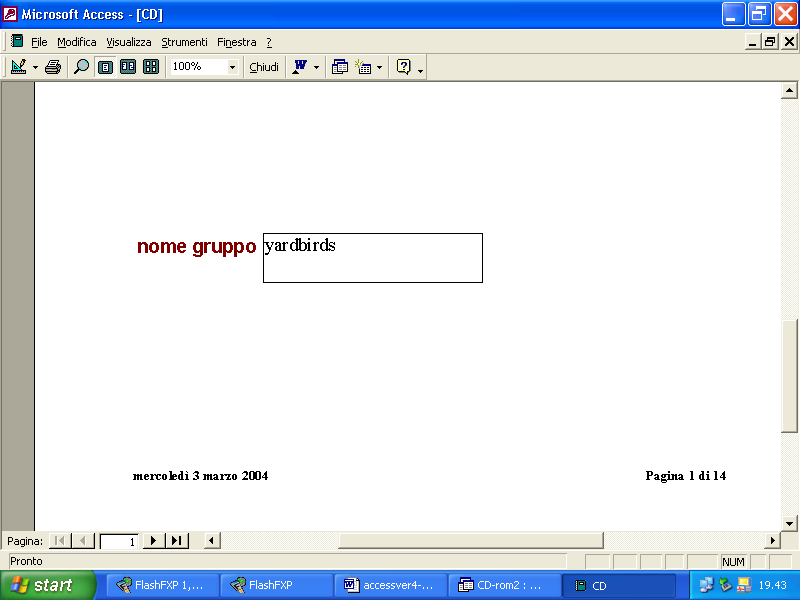 Microsoft Access - [CD]
File Modifica Visualizza Strumenti Finestra ?
100% Chiudi
nome gruppo yardbirds
mercoledì 3 marzo 2004 Pagina 1 di 14
Pagina: 1
Pronto NUM
start FlashFXP 1,... FlashFXP accessver4-... CD-rom2 : ... CD 19.43